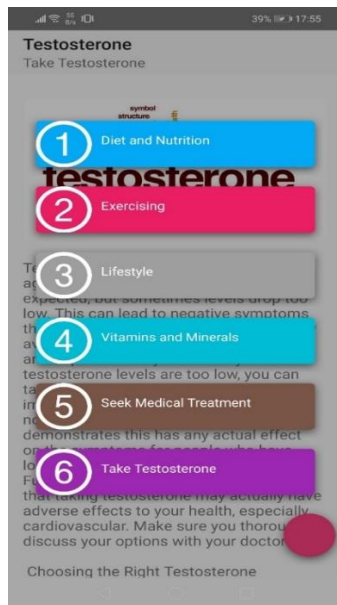 55 B/s 39% 17:55
Testosterone
Take Testosterone
symbol
structure
1 Diet and Nutrition
testosterone
2 Exercising
3 Lifestyle
expected, but sometimes levels drop too
low. This can lead to negative symptoms
4 Vitamins and Minerals
testosterone levels are too low, you can
5 Seek Medical Treatment
demonstrates this has any actual effect
6 Take Testosterone
that taking testosterone may actually have
adverse effects to your health, especially
cardiovascular. Make sure you
discuss your options with your doctor
Choosing the Right Testosterone